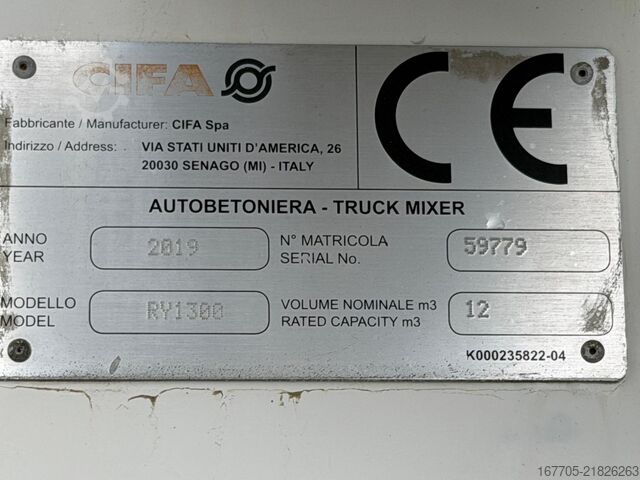 CIFA
CE
Fabbricante / Manufacturer: CIFA Spa
Indirizzo / Address: VIA STATI UNITI D'AMERICA, 26
20030 SENAGO (MI) - ITALY
AUTOBETONIERA - TRUCK MIXER
ANNO
YEAR
2019
N° MATRICOLA
SERIAL No.
59779
MODELLO
MODEL
RY1300
VOLUME NOMINALE m3
RATED CAPACITY m3
12
K000235822-04
167705-21826263